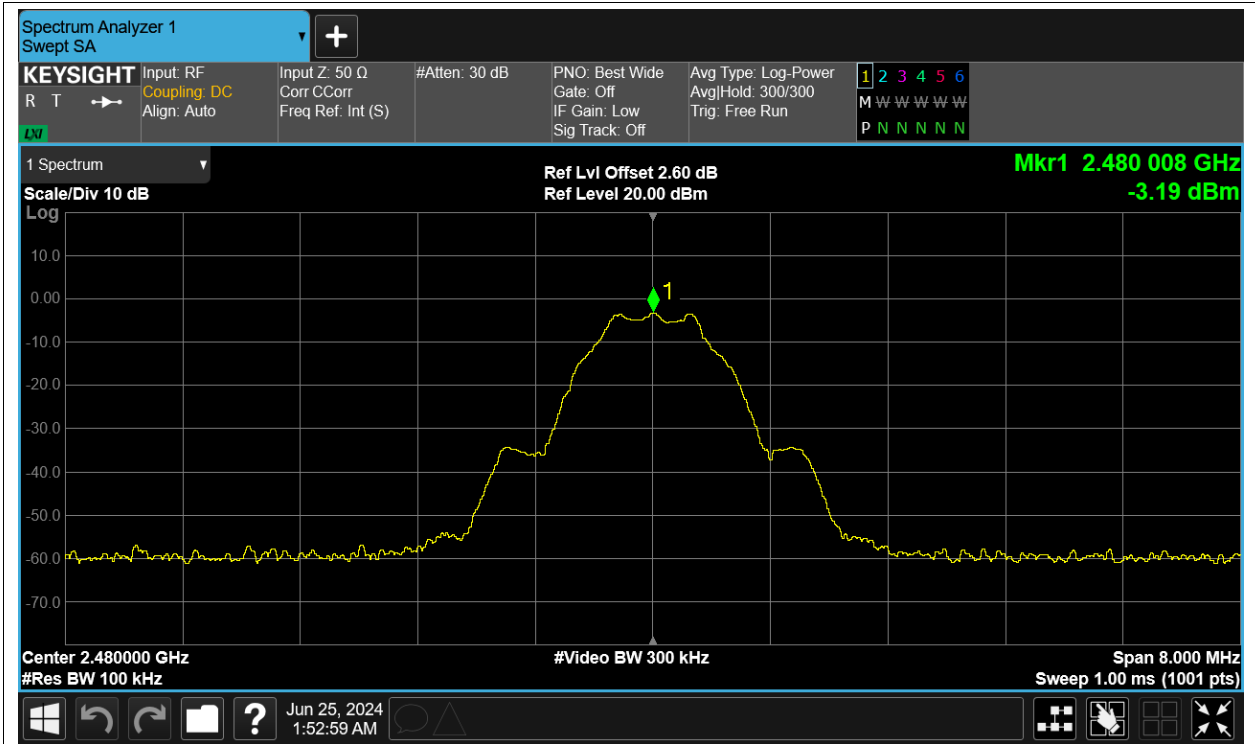 Spectrum Analyzer 1
Swept SA
KEYSIGHT
R T
LXI
Input: RF
Coupling: DC
Align: Auto
Input Z: 50 Ω
Corr CCorr
Freq Ref: Int (S)
#Atten: 30 dB
PNO: Best Wide
Gate: Off
IF Gain: Low
Sig Track: Off
Avg Type: Log-Power
Avg|Hold: 300/300
Trig: Free Run
1 2 3 4 5 6
M W W W W W
P N N N N N
1 Spectrum
Scale/Div 10 dB
Log
Ref Lvl Offset 2.60 dB
Ref Level 20.00 dBm
Mkr1 2.480 008 GHz
-3.19 dBm
10.0
0.00
1
-10.0
-20.0
-30.0
-40.0
-50.0
-60.0
-70.0
Center 2.480000 GHz
#Res BW 100 kHz
#Video BW 300 kHz
Span 8.000 MHz
Sweep 1.00 ms (1001 pts)
?
Jun 25, 2024
1:52:59 AM